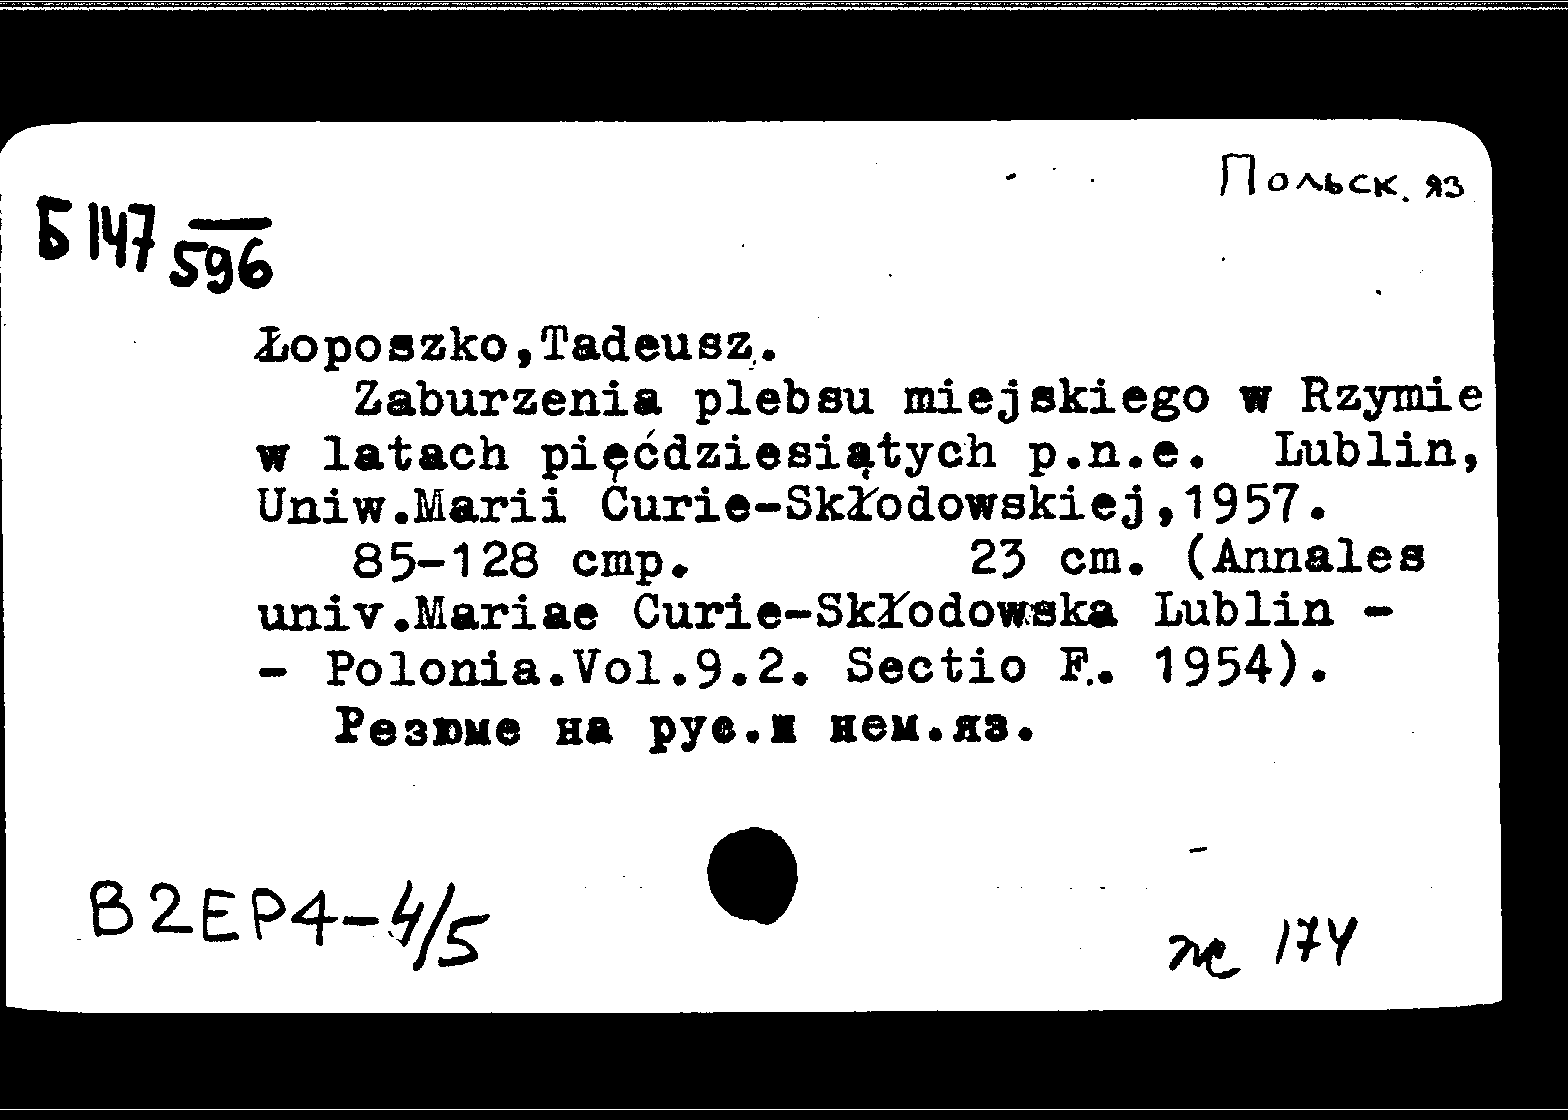 Польск. яз
Б 147 596
Łoposzko,Tadeusz.
Zaburzenia plebsu miejskiego w Rzymie
w latach pięćdziesiątych p.n.e. Lublin,
Uniw.Marii Curie-Skłodowskiej,1957.
85-128 стр. 23 cm. (Annales
univ.Mariae Curie-Skłodowska Lublin -
- Polonia.Vol.9.2. Sectio F. 1954).
Резюме на рус.и нем.яз.
В2ЕР4-4/5
174